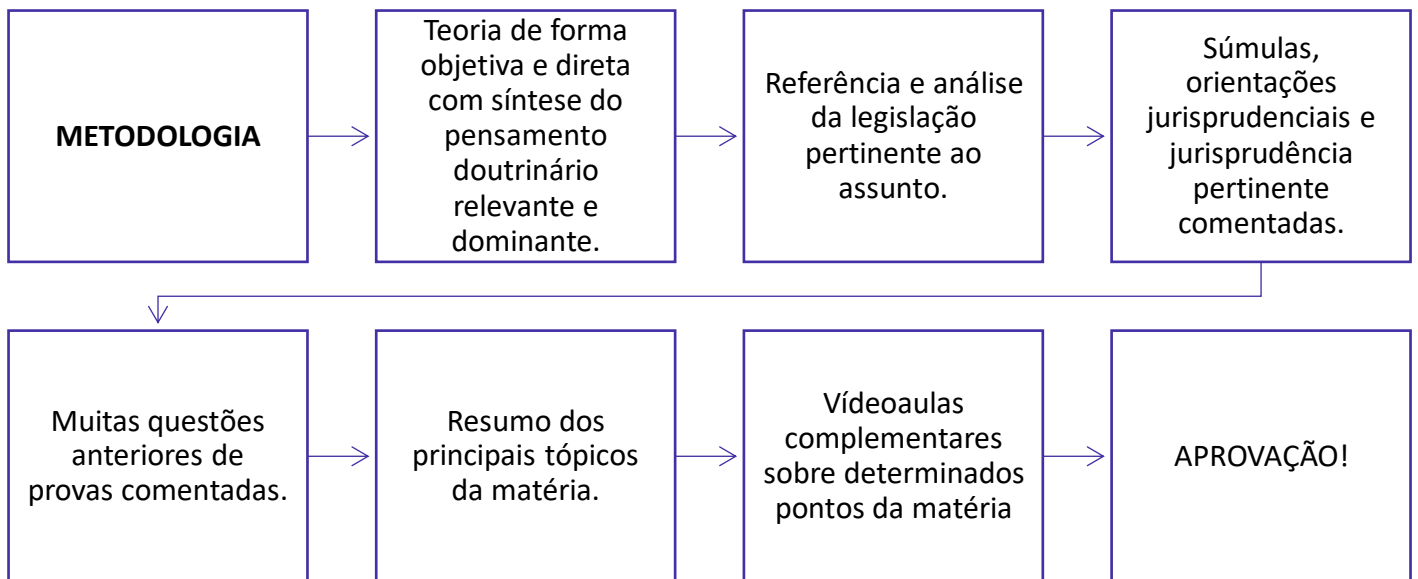 METODOLOGIA
Teoria de forma
objetiva e direta
com síntese do
pensamento
doutrinário
relevante e
dominante.
Referência e análise
da legislação
pertinente ao
assunto.
Súmulas,
orientações
jurisprudenciais e
jurisprudência
pertinente
comentadas.
Muitas questões
anteriores de
provas comentadas.
Resumo dos
principais tópicos
da matéria.
Vídeoaulas
complementares
sobre determinados
pontos da matéria
APROVAÇÃO!